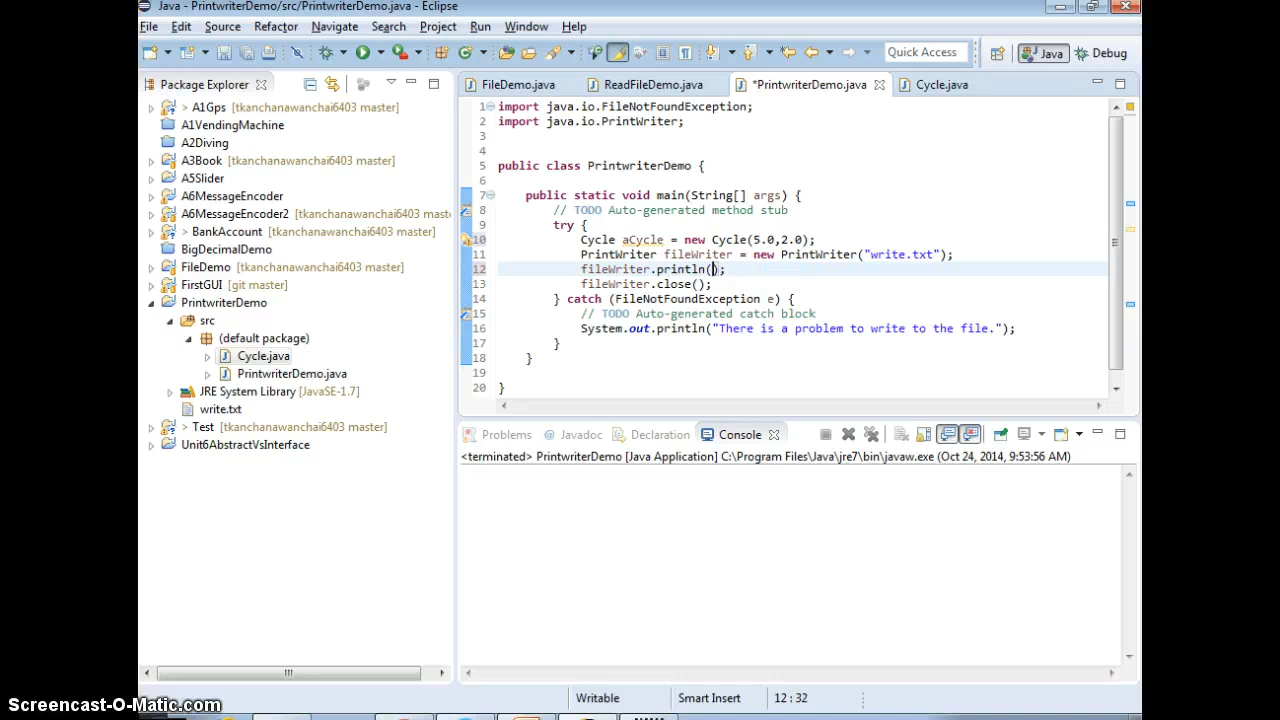 Java - PrintwriterDemo/src/PrintwriterDemo.java - Eclipse
File Edit Source Refactor Navigate Search Project Run Window Help
Quick Access Java Debug
Package Explorer
A1Gps (tkanchanawanchai6403 master)
A1VendingMachine
A2Diving
A3Book [tkanchanawanchai6403 master]
A5Slider
A6MessageEncoder
A6MessageEncoder2 [tkanchanawanchai6403 mast
> BankAccount [tkanchanawanchai6403 master]
BigDecimalDemo
FileDemo [tkanchanawanchai6403 master]
FirstGUI [git master]
PrintwriterDemo
src
(default package)
Cycle.java
PrintwriterDemo.java
JRE System Library [JavaSE-1.7]
write.txt
> Test [tkanchanawanchai6403 master]
Unit6AbstractVsInterface
FileDemo.java ReadFileDemo.java *PrintwriterDemo.java Cycle.java
1 import java.io.FileNotFoundException;
2 import java.io.PrintWriter;
3
4
5 public class PrintwriterDemo {
6
7 public static void main(String[] args) {
8 // TODO Auto-generated method stub
9 try {
10 Cycle aCycle = new Cycle(5.0,2.0);
11 PrintWriter fileWriter = new PrintWriter("write.txt");
12 fileWriter.println();
13 fileWriter.close();
14 } catch (FileNotFoundException e) {
15 // TODO Auto-generated catch block
16 System.out.println("There is a problem to write to the file.");
17 }
18 }
19
20 }
Problems @ Javadoc Declaration Console
<terminated> PrintwriterDemo [Java Application] C:\Program Files\Java\jre7\bin\javaw.exe (Oct 24, 2014, 9:53:56 AM)
Writable Smart Insert 12 : 32
Screencast-O-Matic.com